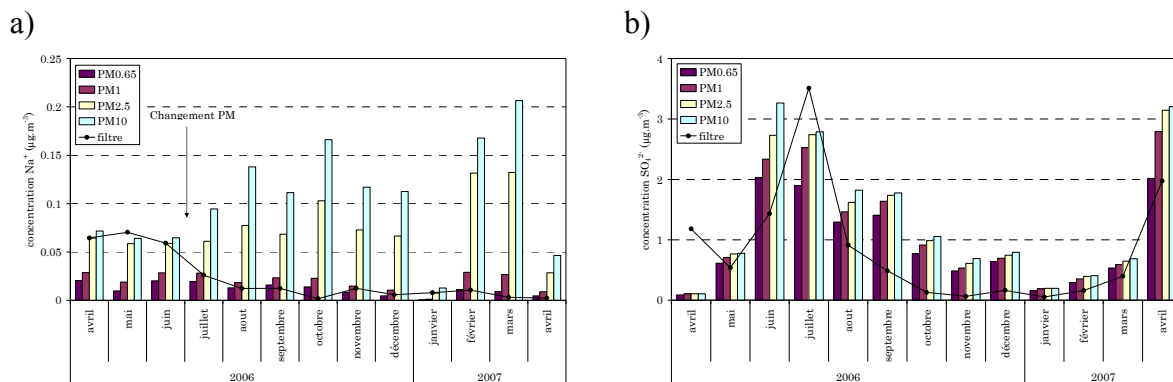 a)
concentration Na⁺ (µg.m⁻³)
0.25
0.2
0.15
0.1
0.05
0
PM0.65
PM1
PM2.5
PM10
filtre
Changement PM
avril
mai
juin
juillet
aout
septembre
octobre
novembre
décembre
janvier
février
mars
avril
2006
2007
b)
concentration SO₄²⁻ (µg.m⁻³)
4
3
2
1
0
PM0.65
PM1
PM2.5
PM10
filtre
avril
mai
juin
juillet
aout
septembre
octobre
novembre
décembre
janvier
février
mars
avril
2006
2007